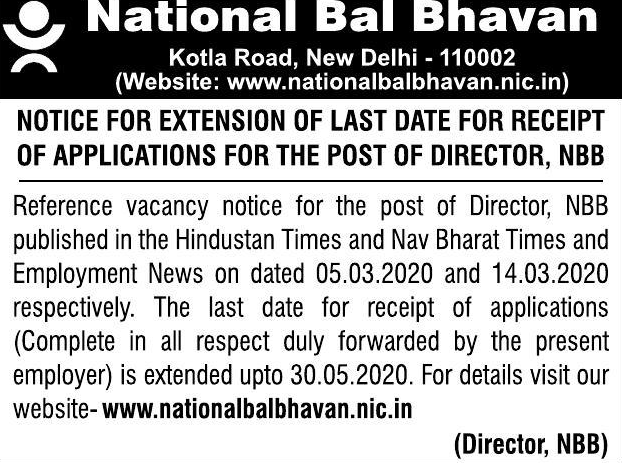 National Bal Bhavan
Kotla Road, New Delhi - 110002
(Website: www.nationalbalbhavan.nic.in)
NOTICE FOR EXTENSION OF LAST DATE FOR RECEIPT
OF APPLICATIONS FOR THE POST OF DIRECTOR, NBB
Reference vacancy notice for the post of Director, NBB
published in the Hindustan Times and Nav Bharat Times and
Employment News on dated 05.03.2020 and 14.03.2020
respectively. The last date for receipt of applications
(Complete in all respect duly forwarded by the present
employer) is extended upto 30.05.2020. For details visit our
website- www.nationalbalbhavan.nic.in
(Director, NBB)